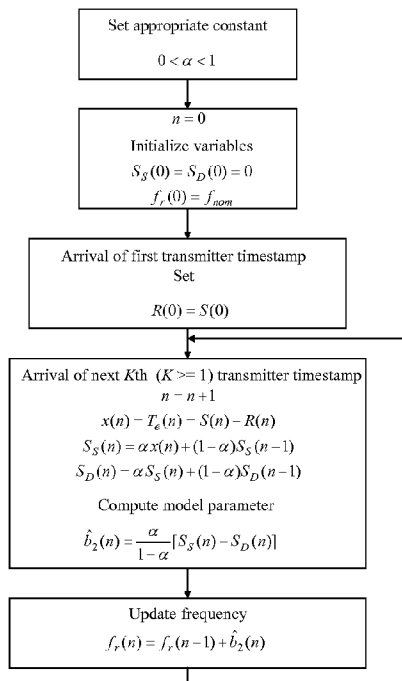 Set appropriate constant
0 < α < 1
n = 0
Initialize variables
S_S(0) = S_D(0) = 0
f_r(0) = f_nom
Arrival of first transmitter timestamp
Set
R(0) = S(0)
Arrival of next Kth (K >= 1) transmitter timestamp
n = n+1
x(n) = T_e(n) = S(n) − R(n)
S_S(n) = αx(n) + (1−α)S_S(n−1)
S_D(n) = αS_S(n) + (1−α)S_D(n−1)
Compute model parameter
b̂_2(n) = α/(1−α) [S_S(n) − S_D(n)]
Update frequency
f_r(n) = f_r(n−1) + b̂_2(n)